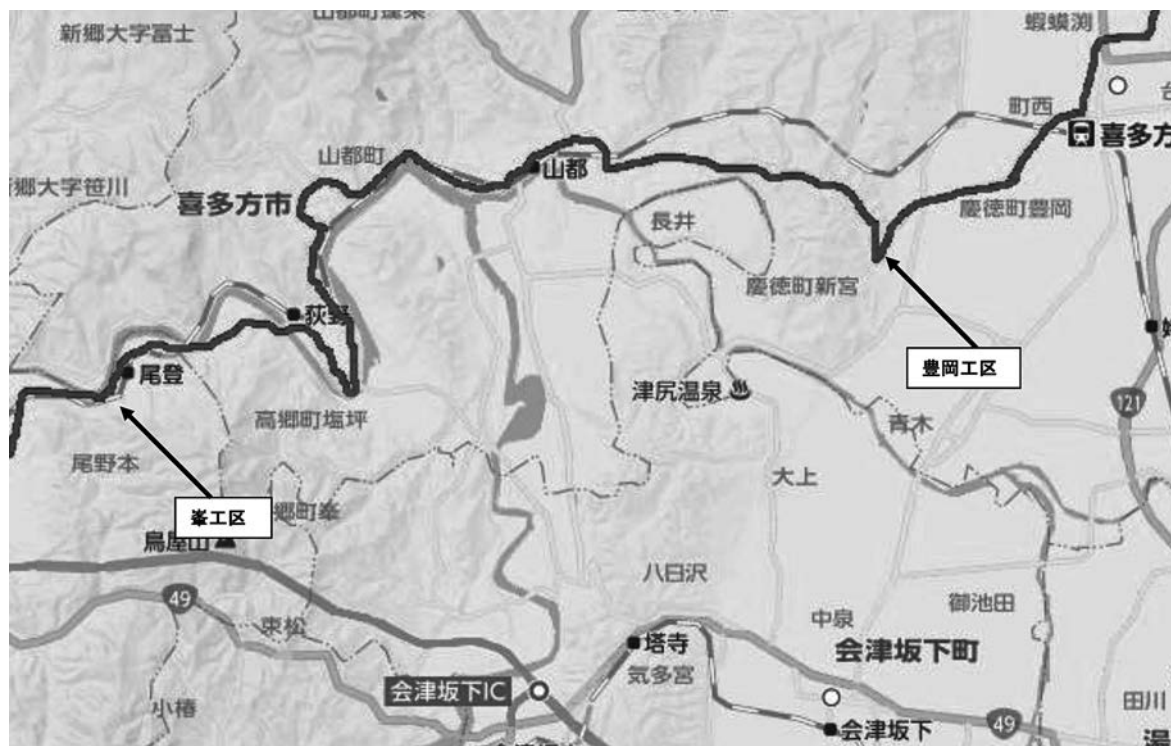 新郷大字冨士
蝦蟆渕
町西
喜多方
山都町
山都
新郷大字笹川
喜多方市
長井
慶徳町豊岡
慶徳町新宮
荻野
豊岡工区
尾登
津尻温泉
121
高郷町塩坪
青木
尾野本
大上
峯工区
郷町峯
鳥屋山
八日沢
49
御池田
束松
中泉
塔寺
会津坂下町
気多宮
会津坂下IC
田川
小椿
49
会津坂下
湯